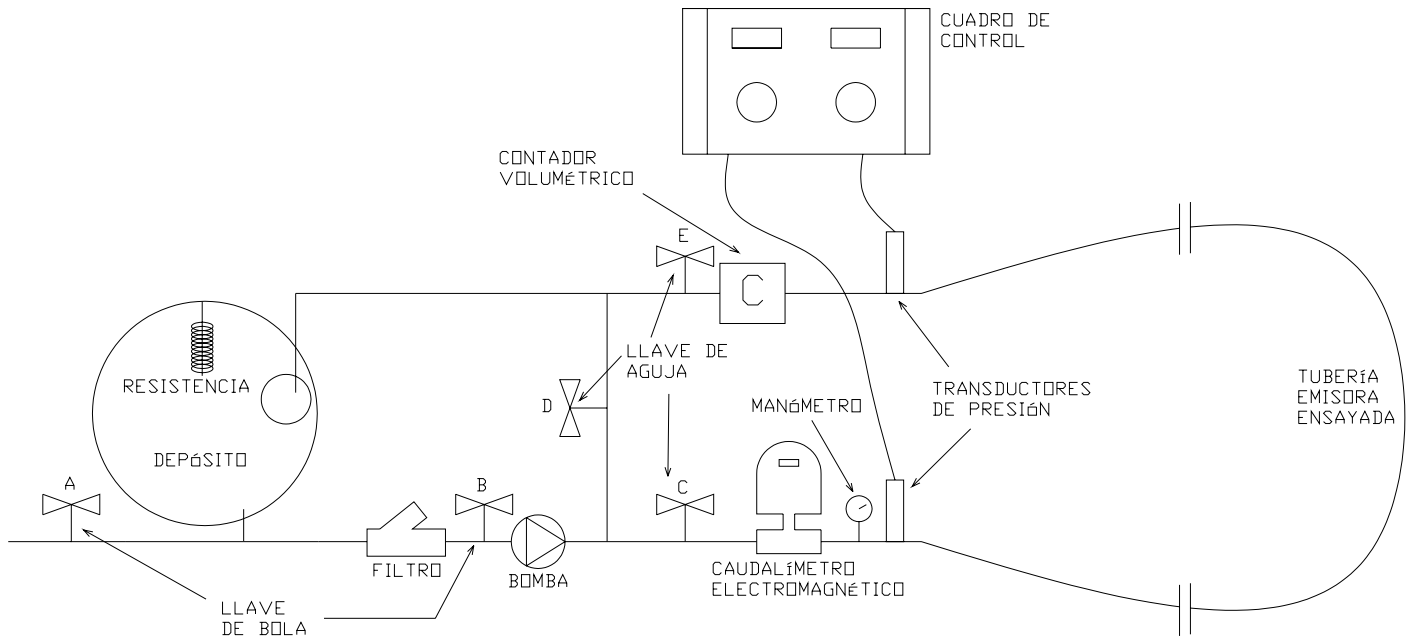 CUADRO DE
CONTROL
CONTADOR
VOLUMéTRICO
E
C
LLAVE DE
AGUJA
RESISTENCIA
D
MANóMETRO
TRANSDUCTORES
DE PRESIóN
TUBERíA
EMISORA
ENSAYADA
DEPóSITO
A
B
C
FILTRO
BOMBA
CAUDALíMETRO
ELECTROMAGNéTICO
LLAVE
DE BOLA